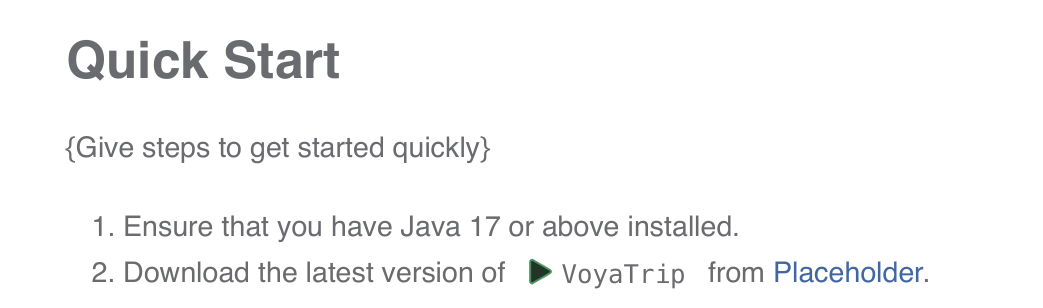 Quick Start
{Give steps to get started quickly}
1. Ensure that you have Java 17 or above installed.
2. Download the latest version of ▶ VoyaTrip from Placeholder.